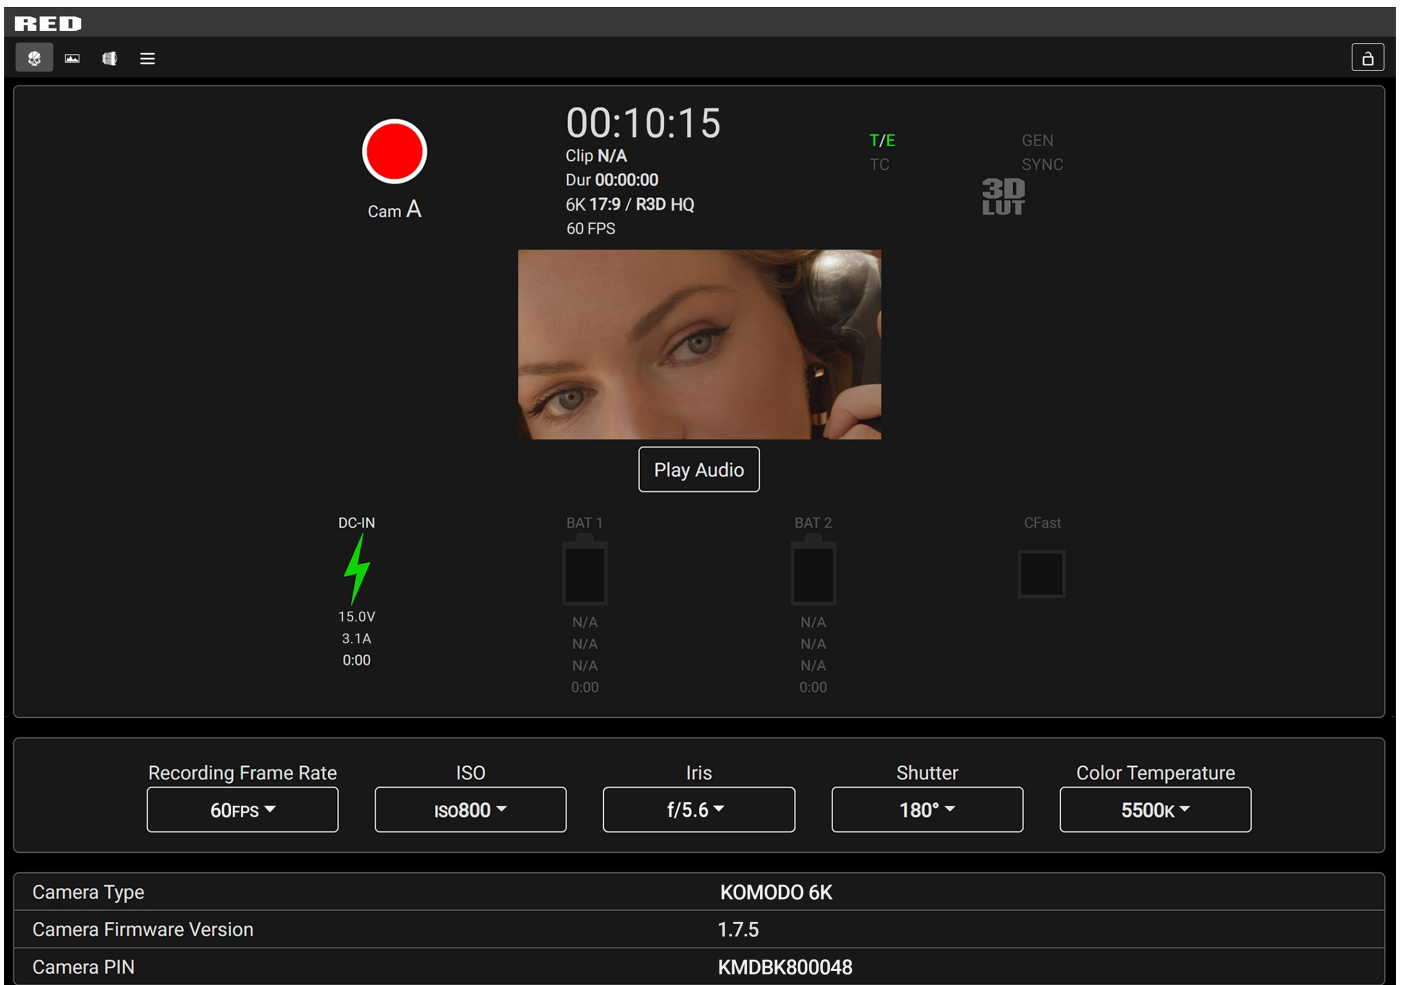 RED
00:10:15
Clip N/A
Dur 00:00:00
6K 17:9 / R3D HQ
60 FPS
Cam A
T/E
TC
GEN
SYNC
3D
LUT
Play Audio
DC-IN
15.0V
3.1A
0:00
BAT 1
N/A
N/A
N/A
0:00
BAT 2
N/A
N/A
N/A
0:00
CFast
Recording Frame Rate
60FPS
ISO
ISO800
Iris
f/5.6
Shutter
180°
Color Temperature
5500K
Camera Type KOMODO 6K
Camera Firmware Version 1.7.5
Camera PIN KMDBK800048